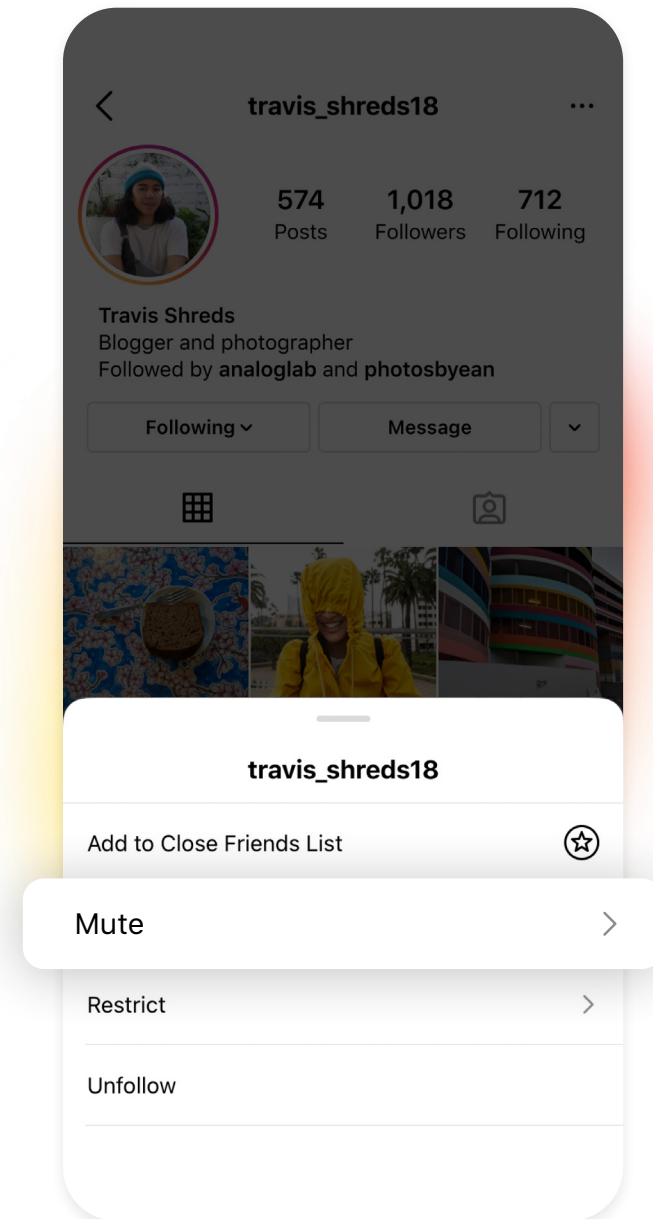 travis_shreds18
574 1,018 712
Posts Followers Following
Travis Shreds
Blogger and photographer
Followed by analoglab and photosbyean
Following Message
travis_shreds18
Add to Close Friends List
Mute
Restrict
Unfollow